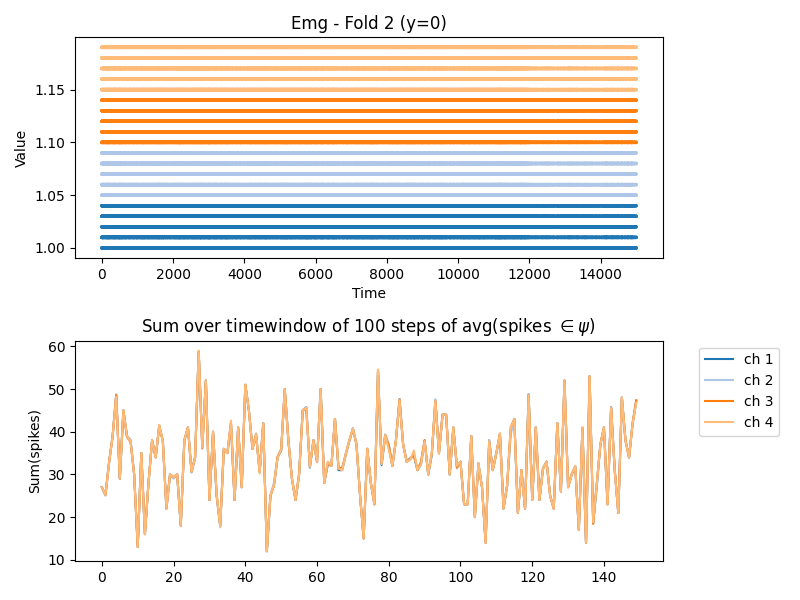 Emg - Fold 2 (y=0)
Value
1.15
1.10
1.05
1.00
0 2000 4000 6000 8000 10000 12000 14000
Time
Sum over timewindow of 100 steps of avg(spikes ∈ ψ)
Sum(spikes)
60
50
40
30
20
10
0 20 40 60 80 100 120 140
ch 1
ch 2
ch 3
ch 4